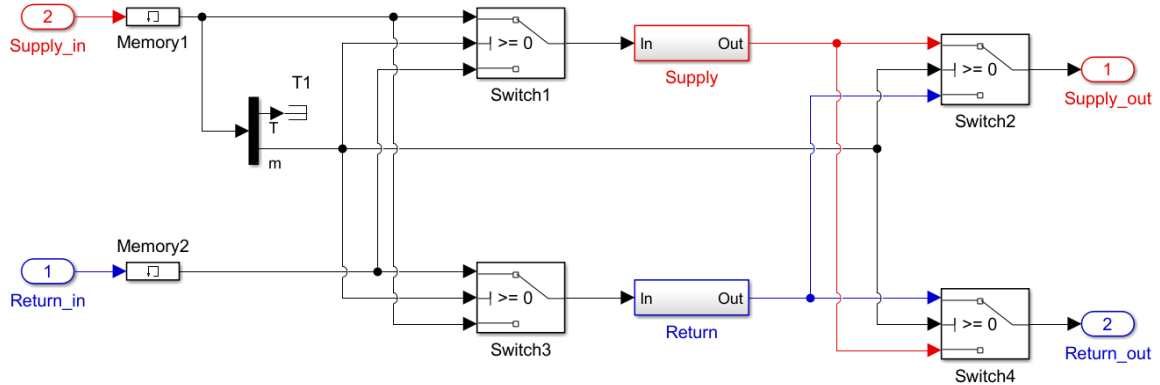 2
Supply_in
Memory1
T1
T
m
>= 0
Switch1
In Out
Supply
>= 0
Switch2
1
Supply_out
1
Return_in
Memory2
>= 0
Switch3
In Out
Return
>= 0
Switch4
2
Return_out